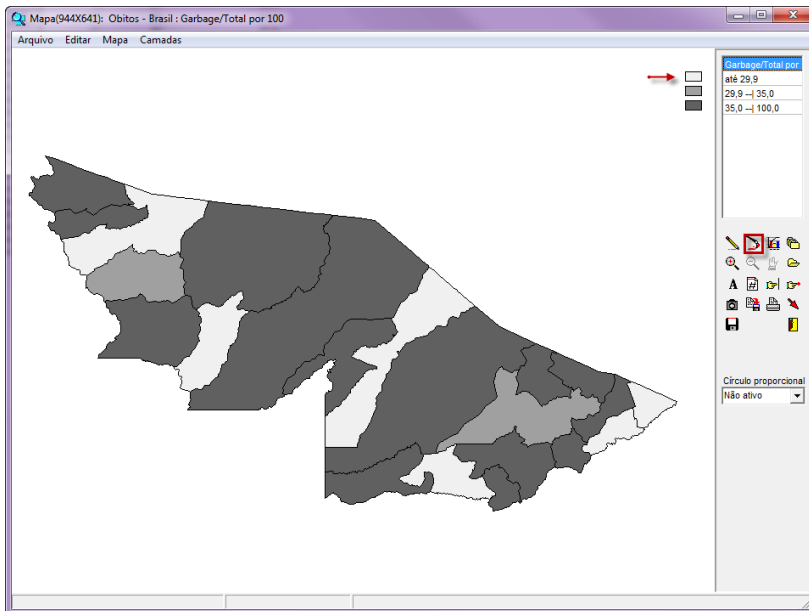 Mapa(944X641): Obitos - Brasil : Garbage/Total por 100
Arquivo Editar Mapa Camadas
Garbage/Total por
até 29,9
29,9 --| 35,0
35,0 --| 100,0
A #
Círculo proporcional
Não ativo